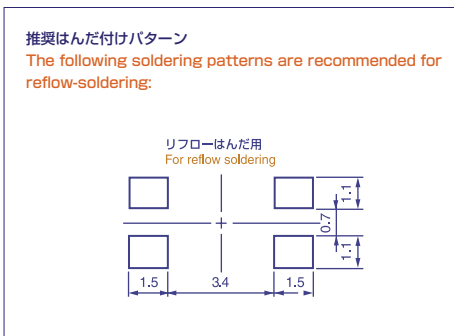 推奨はんだ付けパターン
The following soldering patterns are recommended for
reflow-soldering:
リフローはんだ用
For reflow soldering
1.1
0.7
1.1
1.5
3.4
1.5